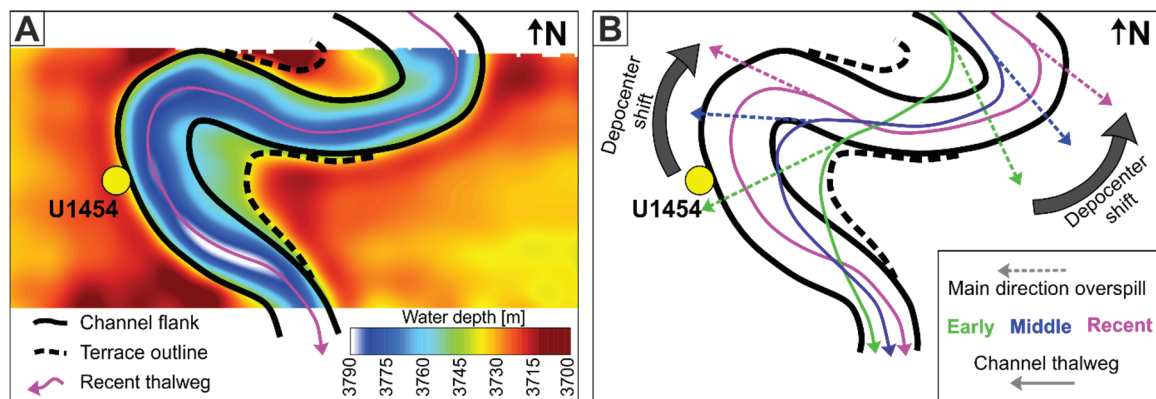 A
↑N
U1454
Channel flank
Terrace outline
Recent thalweg
Water depth [m]
3790
3775
3760
3745
3730
3715
3700
B
↑N
Depocenter
shift
U1454
Depocenter
shift
Main direction overspill
Early Middle Recent
Channel thalweg